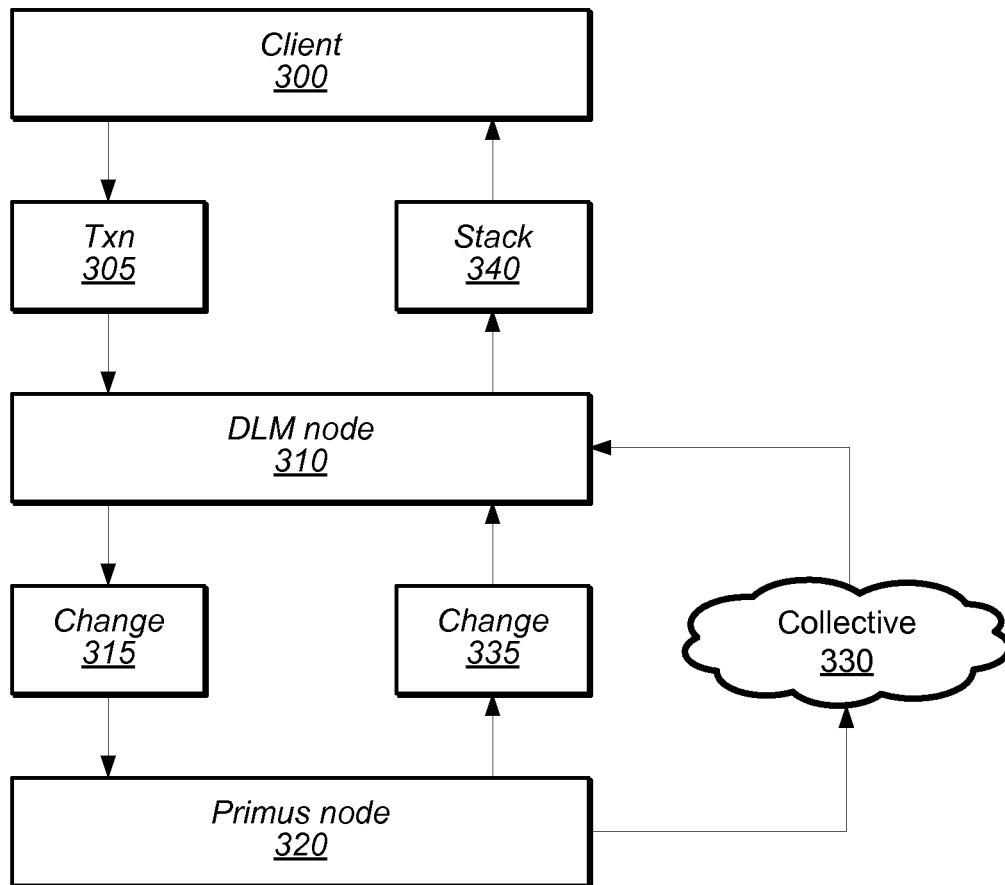 Client
300
Txn
305
Stack
340
DLM node
310
Change
315
Change
335
Collective
330
Primus node
320